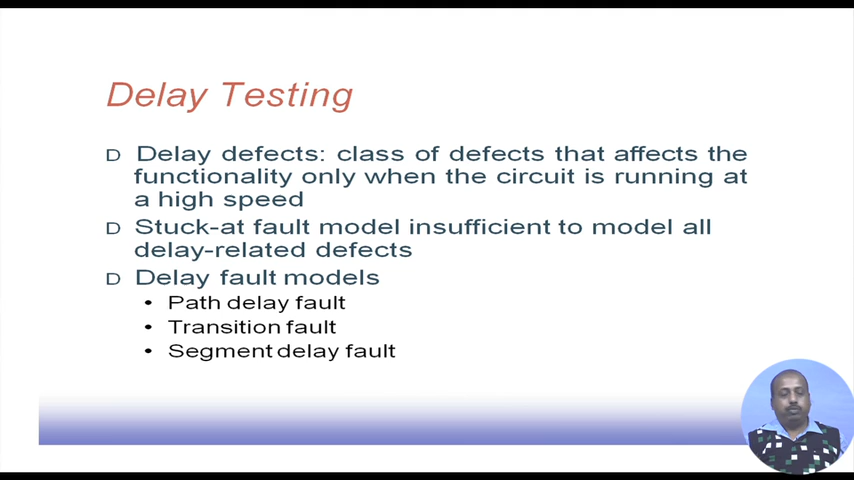 Delay Testing
D Delay defects: class of defects that affects the
functionality only when the circuit is running at
a high speed
D Stuck-at fault model insufficient to model all
delay-related defects
D Delay fault models
• Path delay fault
• Transition fault
• Segment delay fault